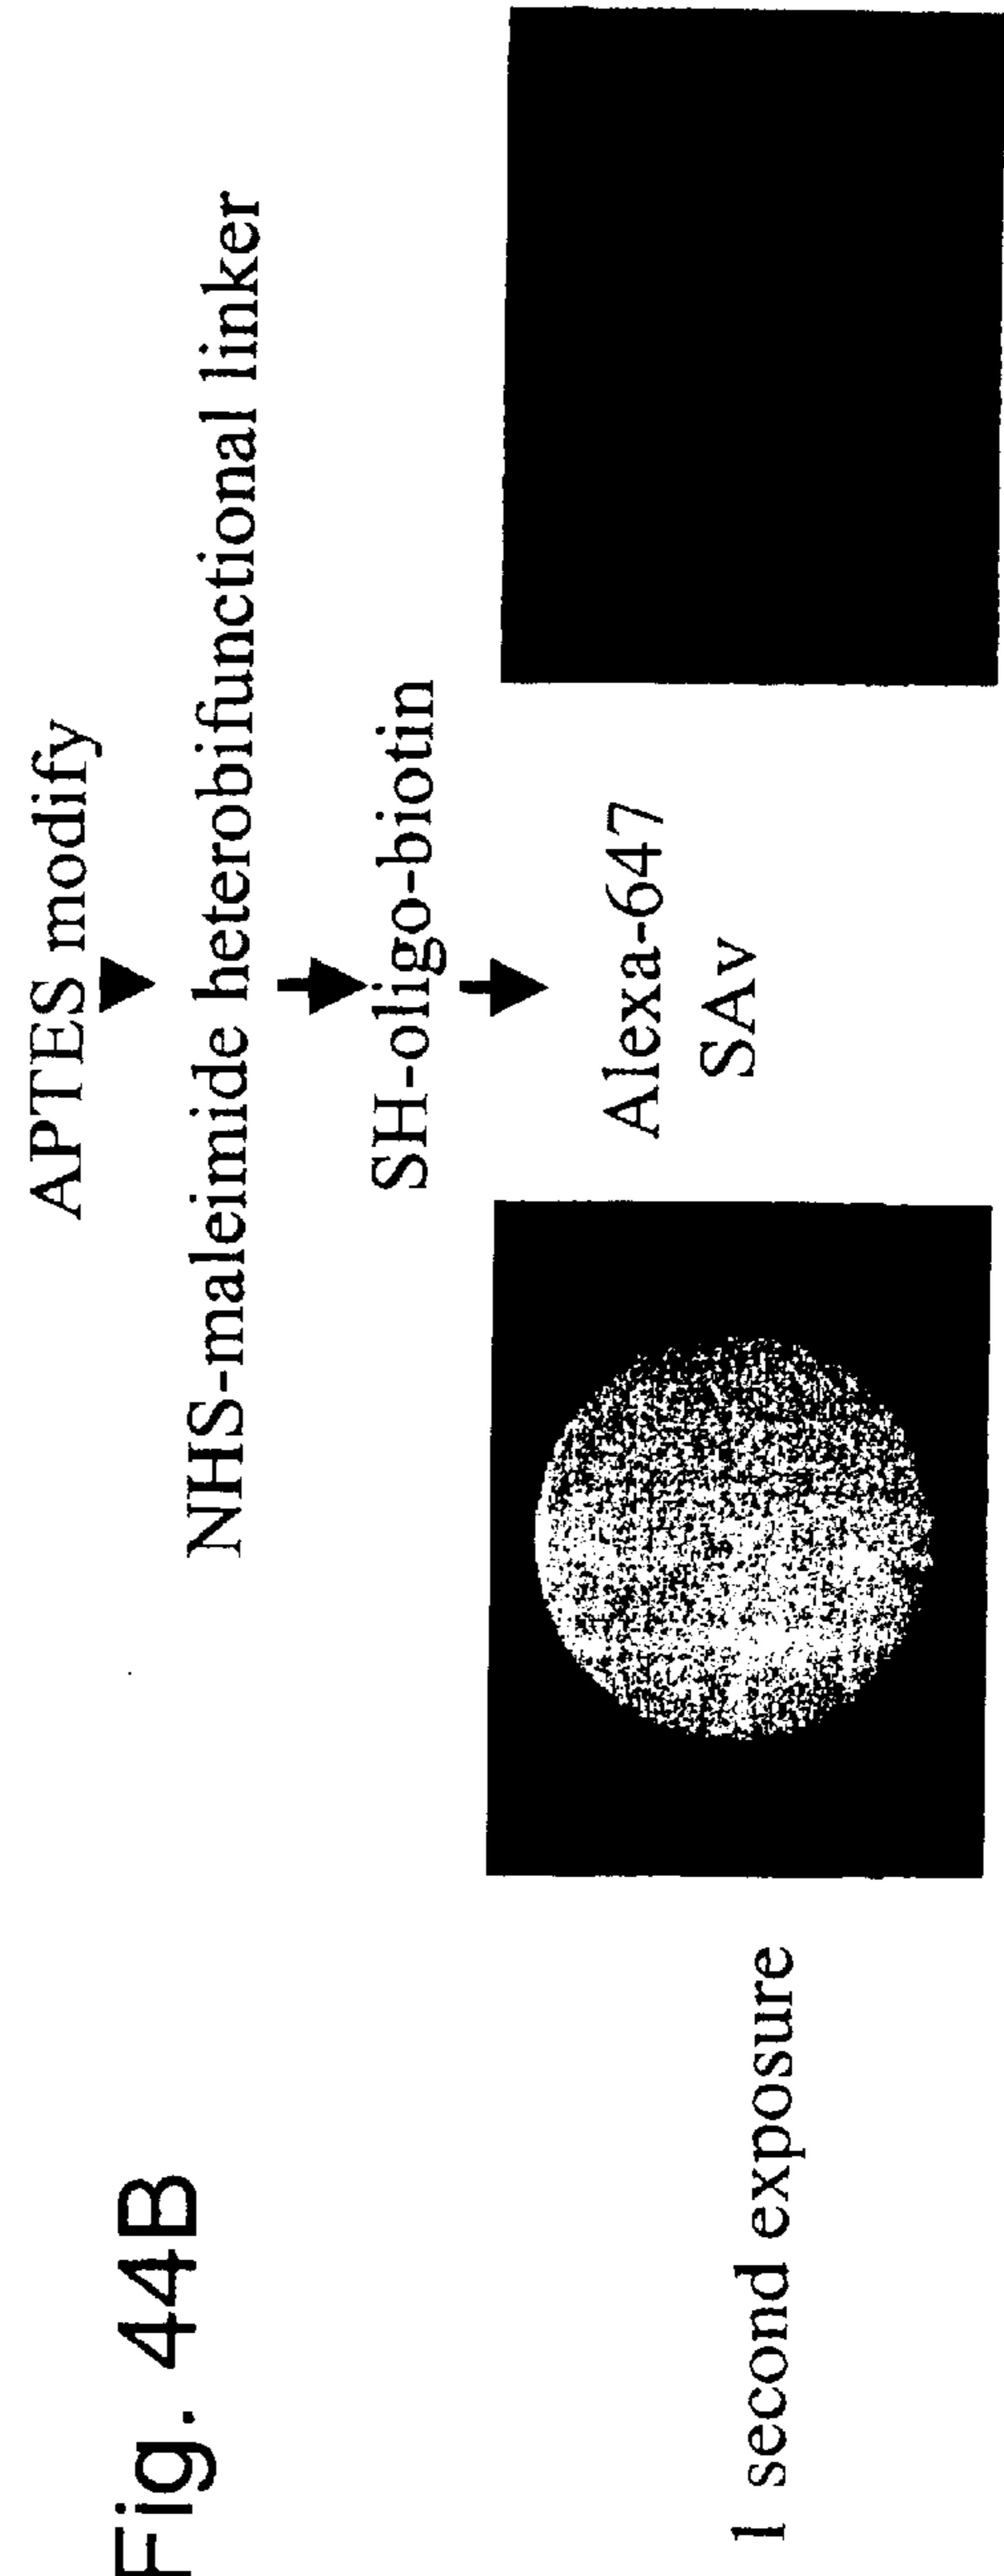 Fig. 44B
APTES modify
NHS-maleimide heterobifunctional linker
SH-oligo-biotin
Alexa-647
SAv
1 second exposure